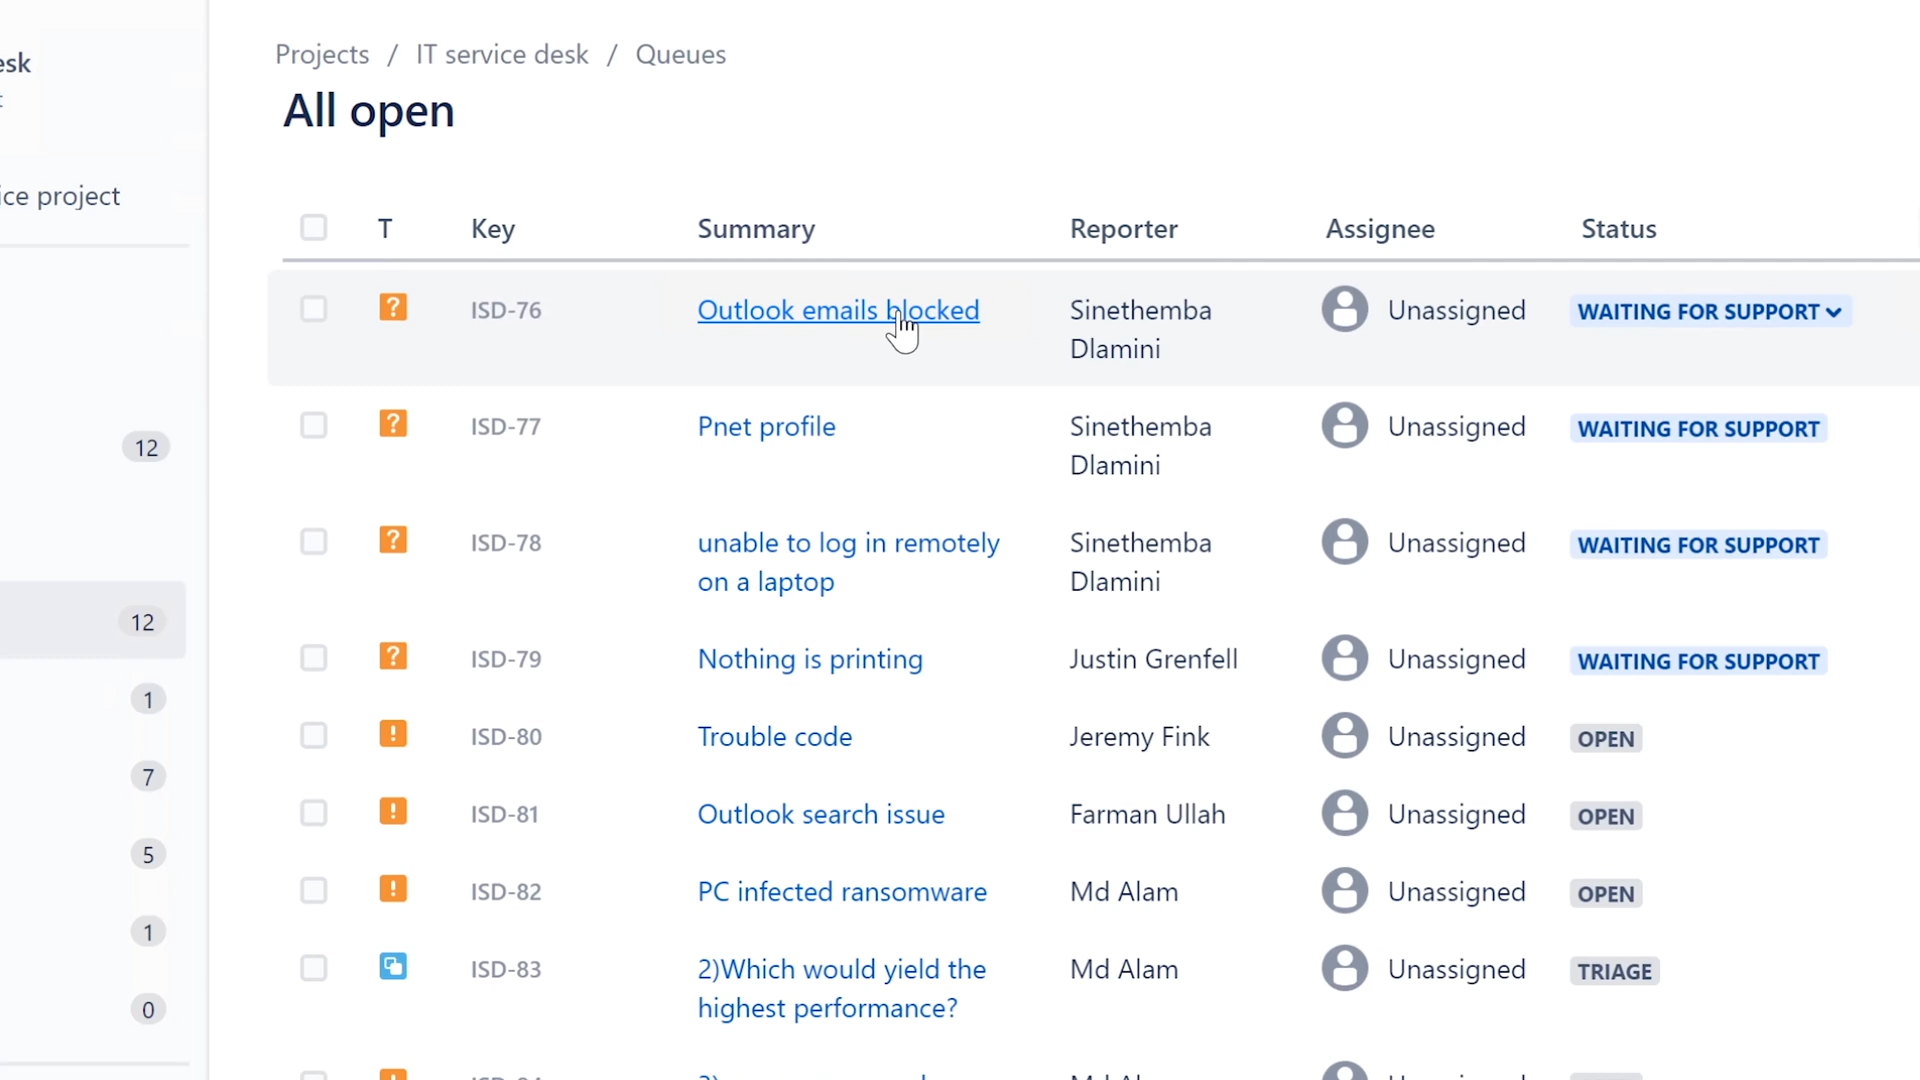 esk
Projects / IT service desk / Queues
All open
ice project
T Key Summary Reporter Assignee Status
? ISD-76 Outlook emails blocked Sinethemba Unassigned WAITING FOR SUPPORT
Dlamini
12
? ISD-77 Pnet profile Sinethemba Unassigned WAITING FOR SUPPORT
Dlamini
? ISD-78 unable to log in remotely Sinethemba Unassigned WAITING FOR SUPPORT
on a laptop Dlamini
12
? ISD-79 Nothing is printing Justin Grenfell Unassigned WAITING FOR SUPPORT
1
! ISD-80 Trouble code Jeremy Fink Unassigned OPEN
7
! ISD-81 Outlook search issue Farman Ullah Unassigned OPEN
5
! ISD-82 PC infected ransomware Md Alam Unassigned OPEN
1
ISD-83 2)Which would yield the Md Alam Unassigned TRIAGE
highest performance?
0